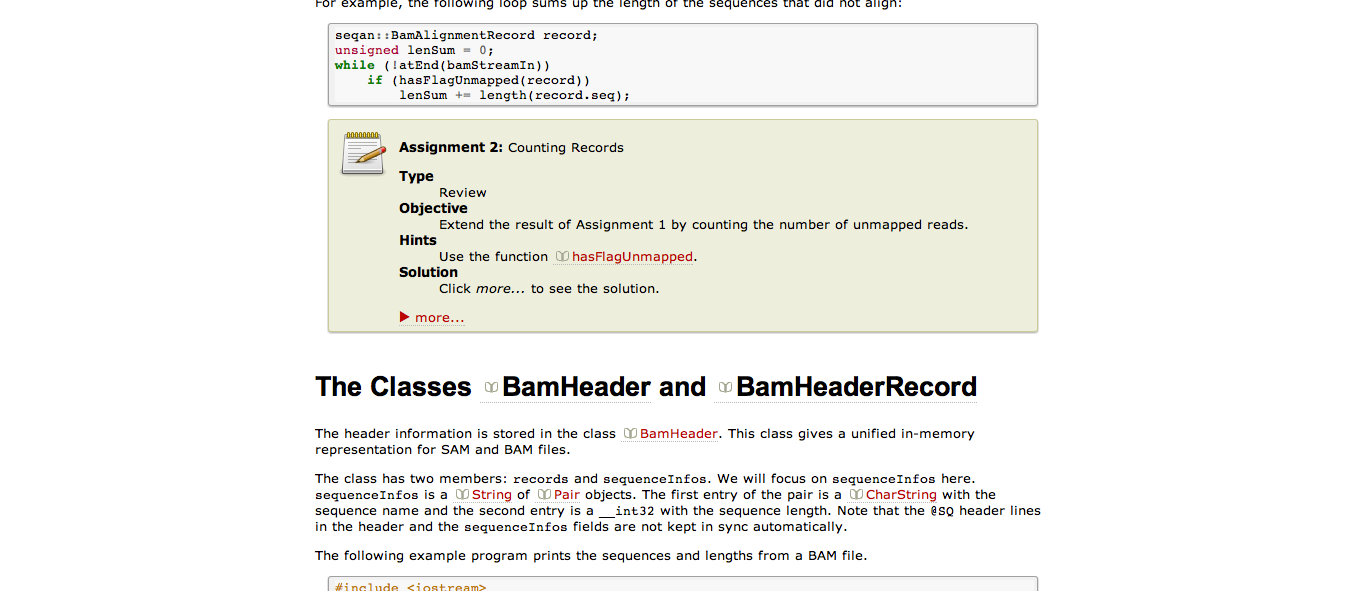 For example, the following loop sums up the length of the sequences that did not align:
seqan::BamAlignmentRecord record;
unsigned lenSum = 0;
while (!atEnd(bamStreamIn))
    if (hasFlagUnmapped(record))
        lenSum += length(record.seq);
Assignment 2: Counting Records
Type
Review
Objective
Extend the result of Assignment 1 by counting the number of unmapped reads.
Hints
Use the function hasFlagUnmapped.
Solution
Click more... to see the solution.
more...
The Classes BamHeader and BamHeaderRecord
The header information is stored in the class BamHeader. This class gives a unified in-memory
representation for SAM and BAM files.
The class has two members: records and sequenceInfos. We will focus on sequenceInfos here.
sequenceInfos is a String of Pair objects. The first entry of the pair is a CharString with the
sequence name and the second entry is a __int32 with the sequence length. Note that the @SQ header lines
in the header and the sequenceInfos fields are not kept in sync automatically.
The following example program prints the sequences and lengths from a BAM file.
#include <iostream>